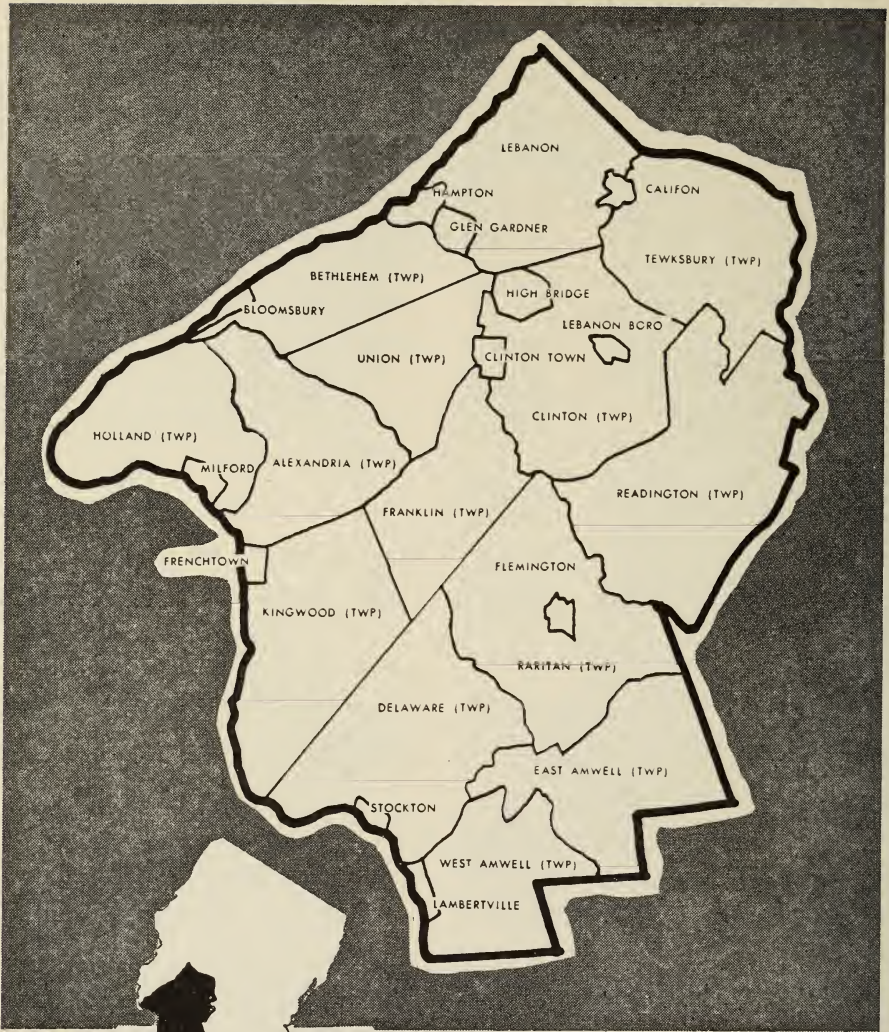 LEBANON
HAMPTON
CALIFON
GLEN GARDNER
TEWKSBURY (TWP)
BETHLEHEM (TWP)
HIGH BRIDGE
BLOOMSBURY
LEBANON BORO
UNION (TWP)
CLINTON TOWN
CLINTON (TWP)
HOLLAND (TWP)
MILFORD
ALEXANDRIA (TWP)
READINGTON (TWP)
FRANKLIN (TWP)
FRENCHTOWN
FLEMINGTON
KINGWOOD (TWP)
RARITAN (TWP)
DELAWARE (TWP)
EAST AMWELL (TWP)
STOCKTON
WEST AMWELL (TWP)
LAMBERTVILLE